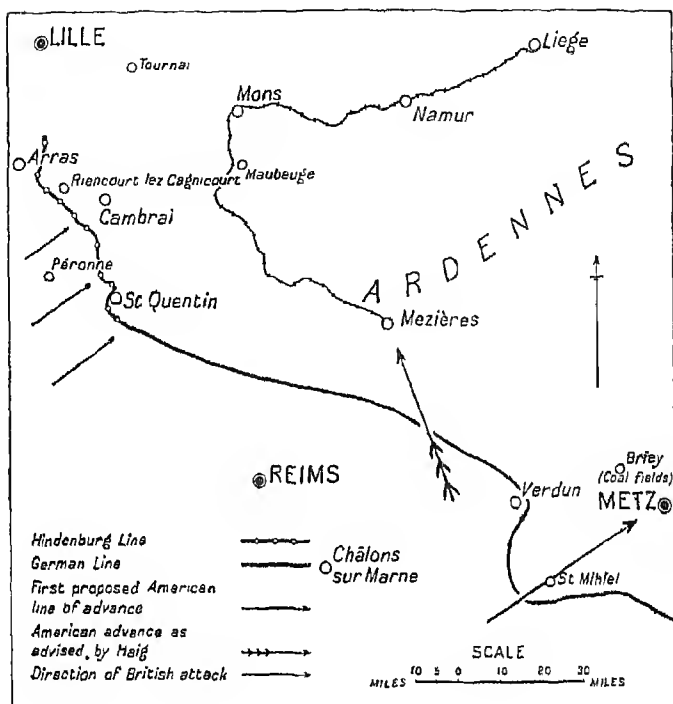 LILLE
Tournai
Liege
Mons
Namur
Arras
Riencourt lez Cagnicourt
Maubeuge
Cambrai
ARDENNES
Péronne
St Quentin
Mezières
REIMS
Verdun
Briey
(Coal fields)
METZ
Hindenburg Line
German Line
Châlons
sur Marne
St Mihiel
First proposed American
line of advance
American advance as
advised by Haig
Direction of British attack
SCALE
10 5 0 10 20 30
MILES MILES